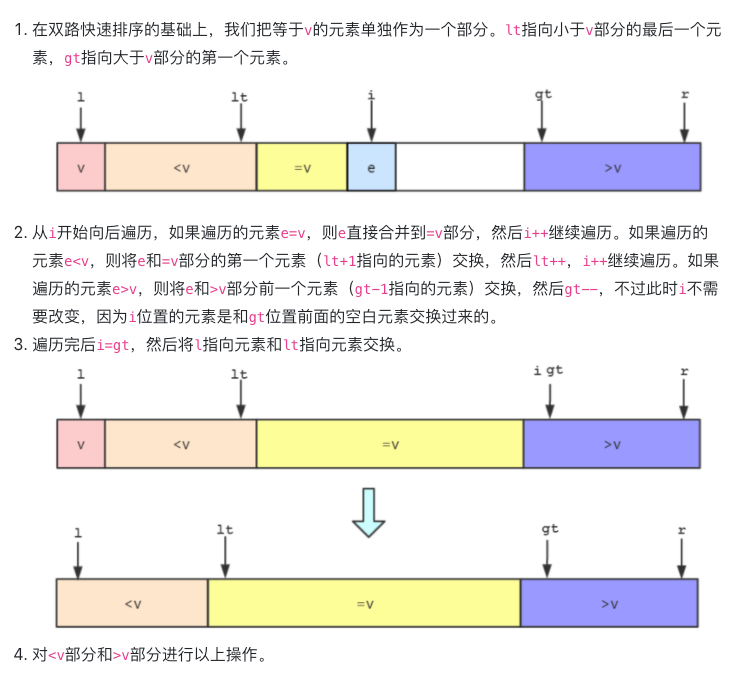 1. 在双路快速排序的基础上，我们把等于v的元素单独作为一个部分。lt指向小于v部分的最后一个元
素，gt指向大于v部分的第一个元素。
l lt i gt r
v <v =v e >v
2. 从i开始向后遍历，如果遍历的元素e=v，则e直接合并到=v部分，然后i++继续遍历。如果遍历的
元素e<v，则将e和=v部分的第一个元素（lt+1指向的元素）交换，然后lt++，i++继续遍历。如果
遍历的元素e>v，则将e和>v部分前一个元素（gt-1指向的元素）交换，然后gt--，不过此时i不需
要改变，因为i位置的元素是和gt位置前面的空白元素交换过来的。
3. 遍历完后i=gt，然后将l指向元素和lt指向元素交换。
l lt i gt r
v <v =v >v
l lt gt r
<v =v >v
4. 对<v部分和>v部分进行以上操作。